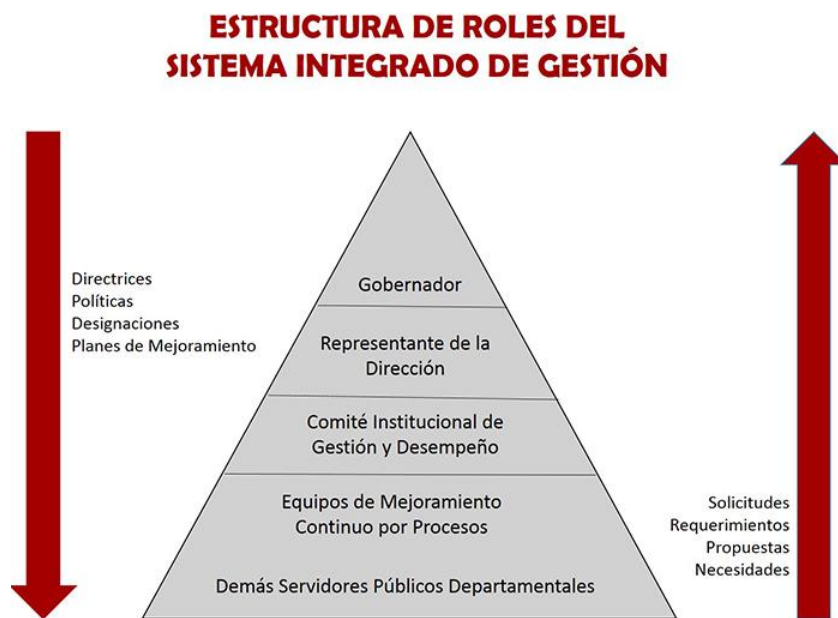 ESTRUCTURA DE ROLES DEL
SISTEMA INTEGRADO DE GESTIÓN
Directrices
Políticas
Designaciones
Planes de Mejoramiento
Gobernador
Representante de la
Dirección
Comité Institucional de
Gestión y Desempeño
Equipos de Mejoramiento
Continuo por Procesos
Demás Servidores Públicos Departamentales
Solicitudes
Requerimientos
Propuestas
Necesidades